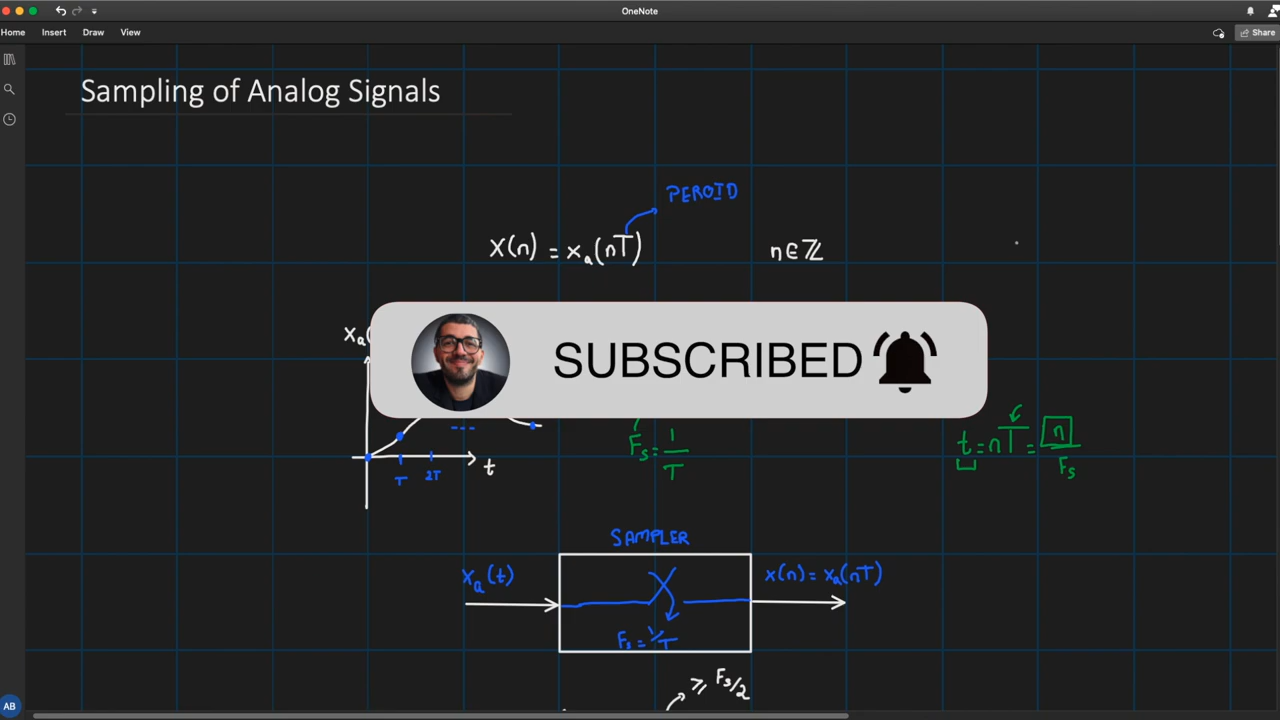 OneNote
Home Insert Draw View Share
Sampling of Analog Signals
PEROID
x(n) = xₐ(nT) n∈ℤ
xₐ(
SUBSCRIBED
Fs = 1/T
t = nT = n/Fs
T 2T t
SAMPLER
xₐ(t)
x(n) = xₐ(nT)
Fs = 1/T
≥ Fs/2
AB